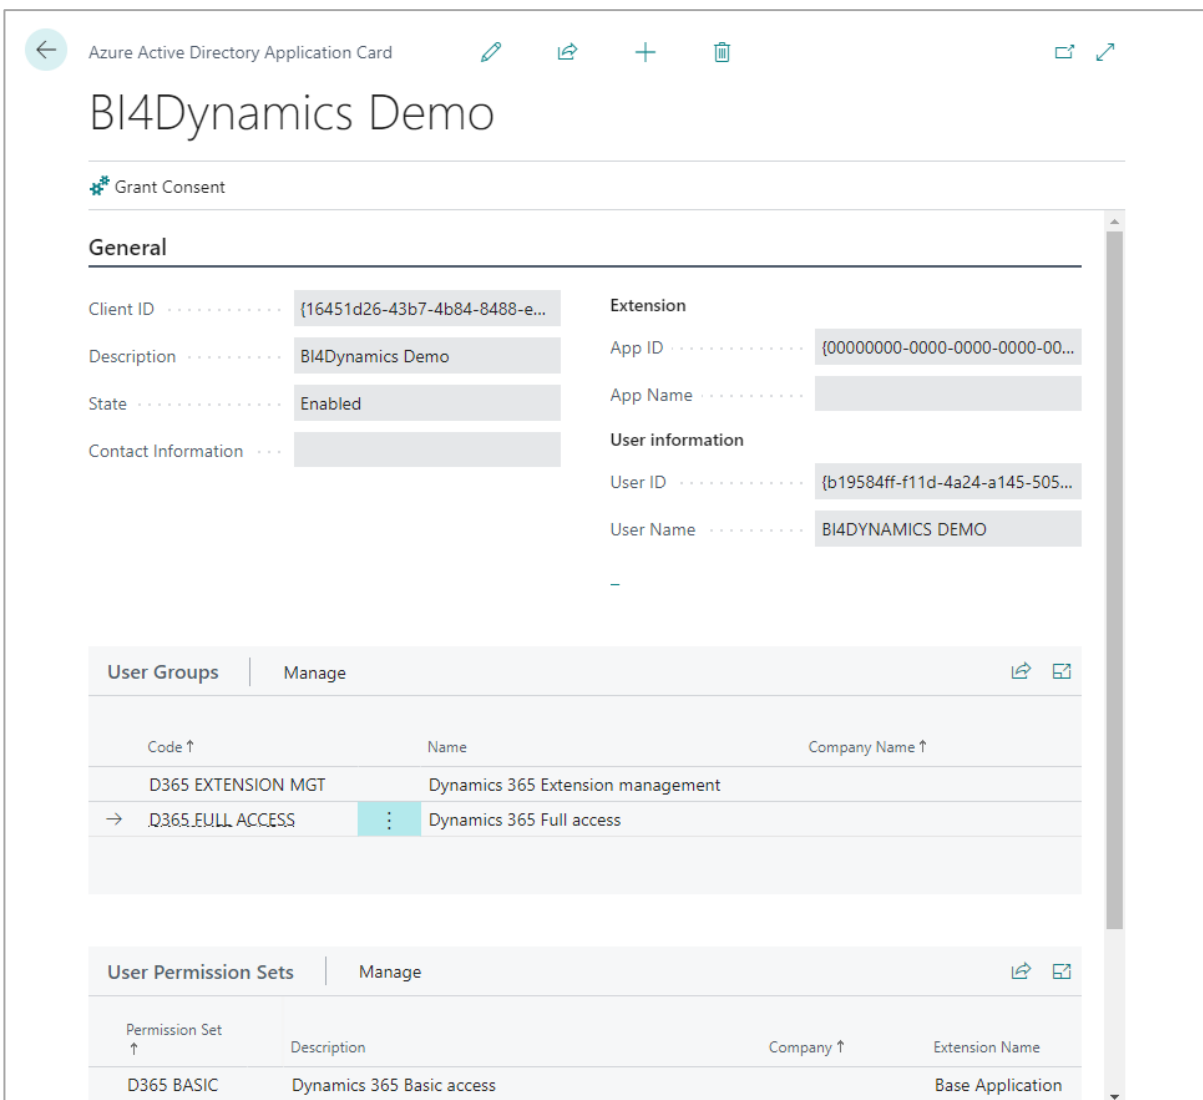 Azure Active Directory Application Card
BI4Dynamics Demo
Grant Consent
General
Client ID {16451d26-43b7-4b84-8488-e...
Description BI4Dynamics Demo
State Enabled
Contact Information
Extension
App ID {00000000-0000-0000-0000-00...
App Name
User information
User ID {b19584ff-f11d-4a24-a145-505...
User Name BI4DYNAMICS DEMO
User Groups Manage
Code ↑ Name Company Name ↑
D365 EXTENSION MGT Dynamics 365 Extension management
→ D365 FULL ACCESS Dynamics 365 Full access
User Permission Sets Manage
Permission Set
↑ Description Company ↑ Extension Name
D365 BASIC Dynamics 365 Basic access Base Application